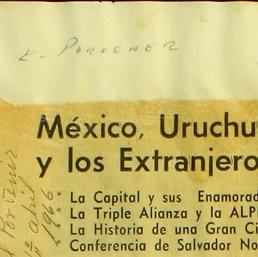 E. PORVENER
México, Uruchu
y los Extranjero
La Capital y sus Enamorad
La Triple Alianza y la ALP
La Historia de una Gran Ci
Conferencia de Salvador No
Porvenir
1º abril
1966.